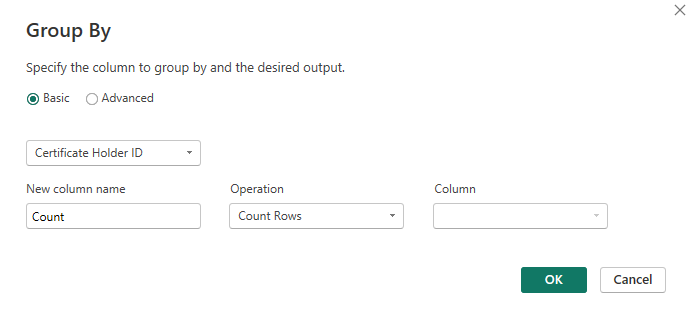 Group By
Specify the column to group by and the desired output.
Basic Advanced
Certificate Holder ID
New column name Operation Column
Count Count Rows
OK Cancel